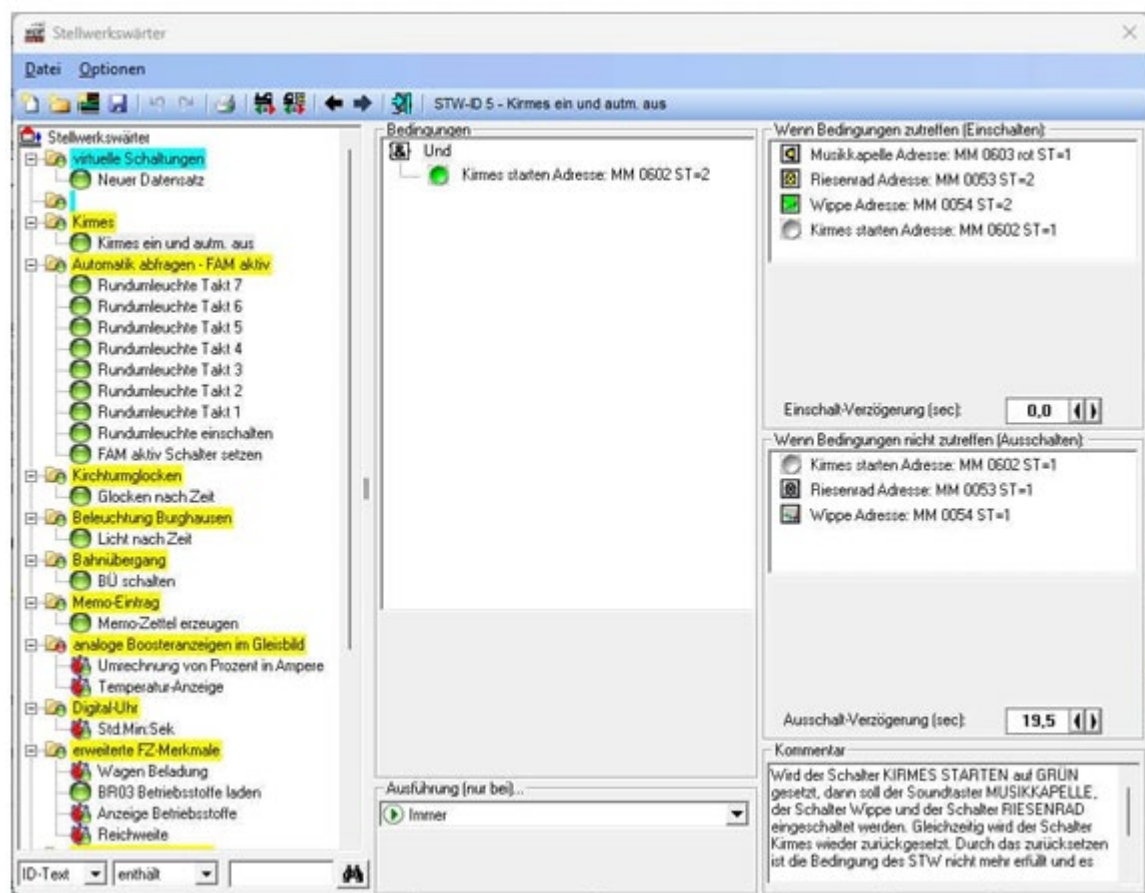 Stellwerkswärter
Datei Optionen
STW-ID 5 - Kirmes ein und autm. aus
Stellwerkswärter
virtuelle Schaltungen
Neuer Datensatz
Kirmes
Kirmes ein und autm. aus
Automatik abfragen - FAM aktiv
Rundumleuchte Takt 7
Rundumleuchte Takt 6
Rundumleuchte Takt 5
Rundumleuchte Takt 4
Rundumleuchte Takt 3
Rundumleuchte Takt 2
Rundumleuchte Takt 1
Rundumleuchte einschalten
FAM aktiv Schalter setzen
Kirchturmglocken
Glocken nach Zeit
Beleuchtung Burghausen
Licht nach Zeit
Bahnübergang
BÜ schalten
Memo-Eintrag
Memo-Zettel erzeugen
analoge Boosteranzeigen im Gleisbild
Umrechnung von Prozent in Ampere
Temperatur-Anzeige
Digital-Uhr
Std.Min:Sek.
erweiterte FZ-Merkmale
Wagen Beladung
BR03 Betriebsstoffe laden
Anzeige Betriebsstoffe
Reichweite
ID-Text enthält
Bedingungen
& Und
Kirmes starten Adresse: MM 0602 ST=2
Ausführung (nur bei)...
Immer
Wenn Bedingungen zutreffen (Einschalten):
Musikkapelle Adresse: MM 0603 rot ST=1
Riesenrad Adresse: MM 0053 ST=2
Wippe Adresse: MM 0054 ST=2
Kirmes starten Adresse: MM 0602 ST=1
Einschalt-Verzögerung (sec): 0,0
Wenn Bedingungen nicht zutreffen (Ausschalten):
Kirmes starten Adresse: MM 0602 ST=1
Riesenrad Adresse: MM 0053 ST=1
Wippe Adresse: MM 0054 ST=1
Ausschalt-Verzögerung (sec): 19,5
Kommentar
Wird der Schalter KIRMES STARTEN auf GRÜN
gesetzt, dann soll der Soundtaster MUSIKKAPELLE,
der Schalter Wippe und der Schalter RIESENRAD
eingeschaltet werden. Gleichzeitig wird der Schalter
Kirmes wieder zurückgesetzt. Durch das zurücksetzen
ist die Bedingung des STW nicht mehr erfüllt und es